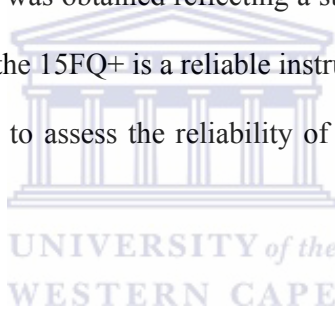 was obtained reflecting a s
the 15FQ+ is a reliable instru
to assess the reliability of
UNIVERSITY of the
WESTERN CAPE